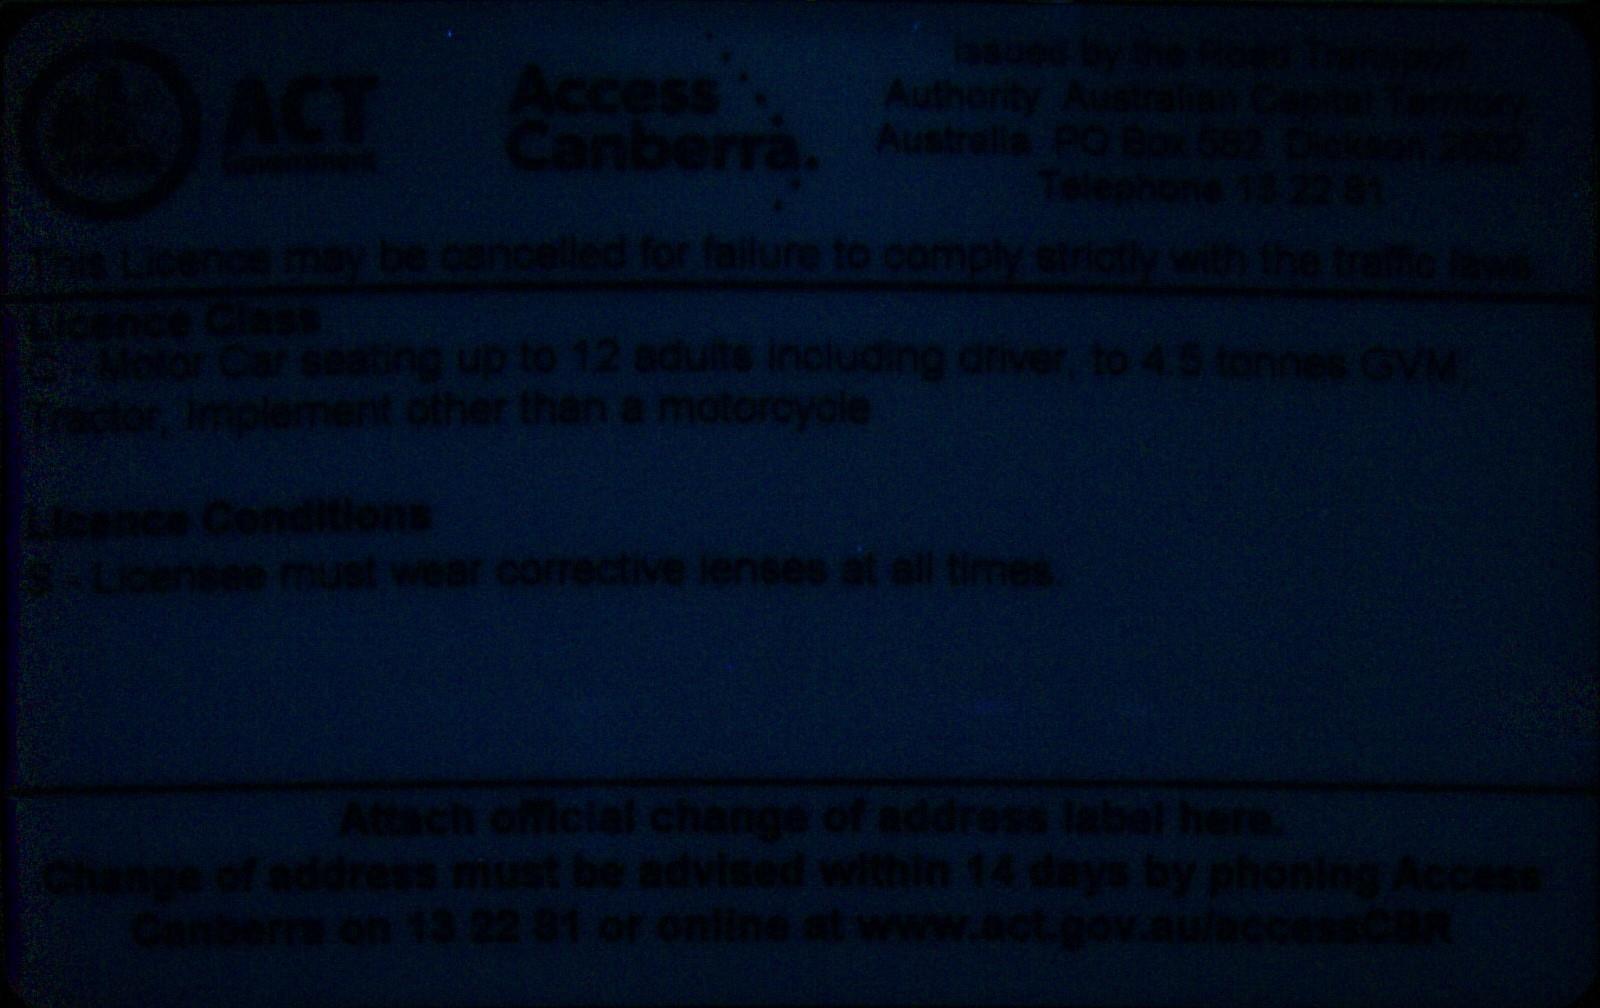 ACT
Government
Access
Canberra.
Issued by the Road Transport
Authority Australian Capital Territory,
Australia PO Box 582 Dickson 2602
Telephone 13 22 81
This Licence may be cancelled for failure to comply strictly with the traffic laws.
Licence Class
C - Motor Car seating up to 12 adults including driver, to 4.5 tonnes GVM,
Tractor, Implement other than a motorcycle
Licence Conditions
S - Licensee must wear corrective lenses at all times.
Attach official change of address label here.
Change of address must be advised within 14 days by phoning Access
Canberra on 13 22 81 or online at www.act.gov.au/accessCBR